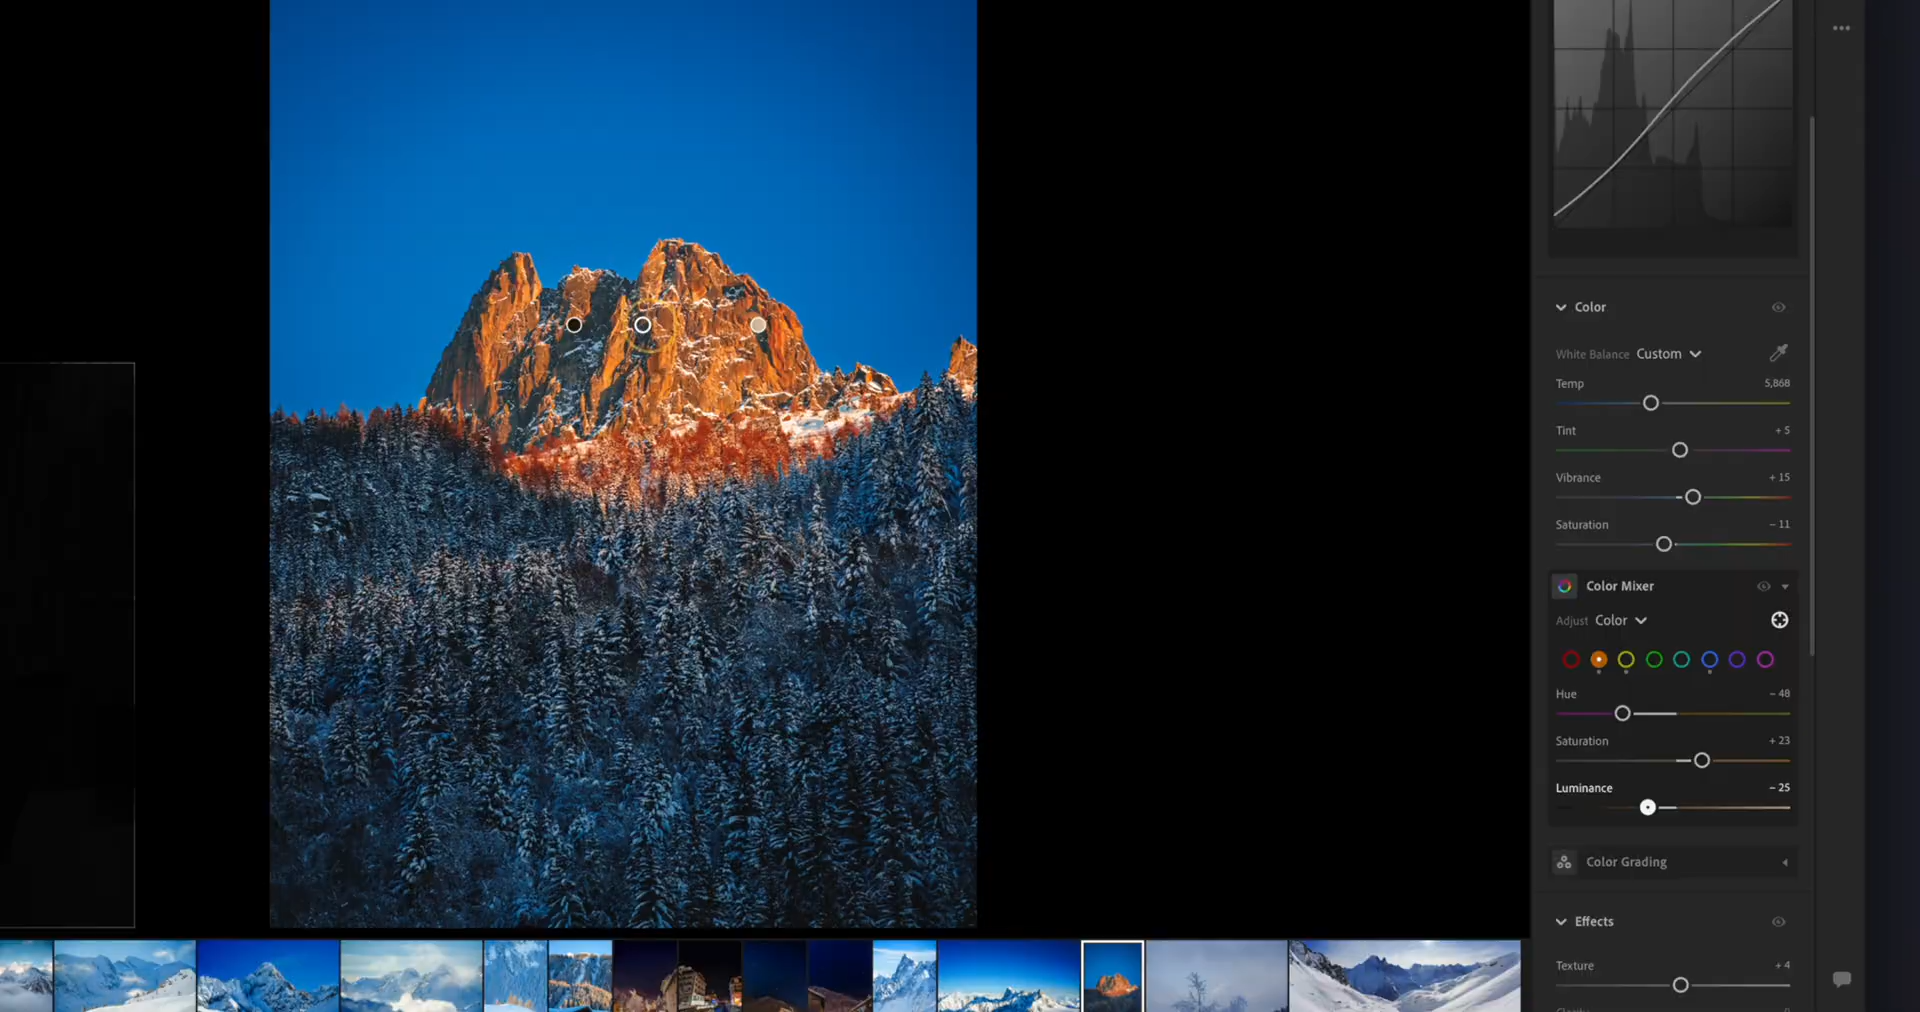 Color
White Balance Custom
Temp 5,868
Tint + 5
Vibrance + 15
Saturation – 11
Color Mixer
Adjust Color
Hue – 48
Saturation + 23
Luminance – 25
Color Grading
Effects
Texture + 4